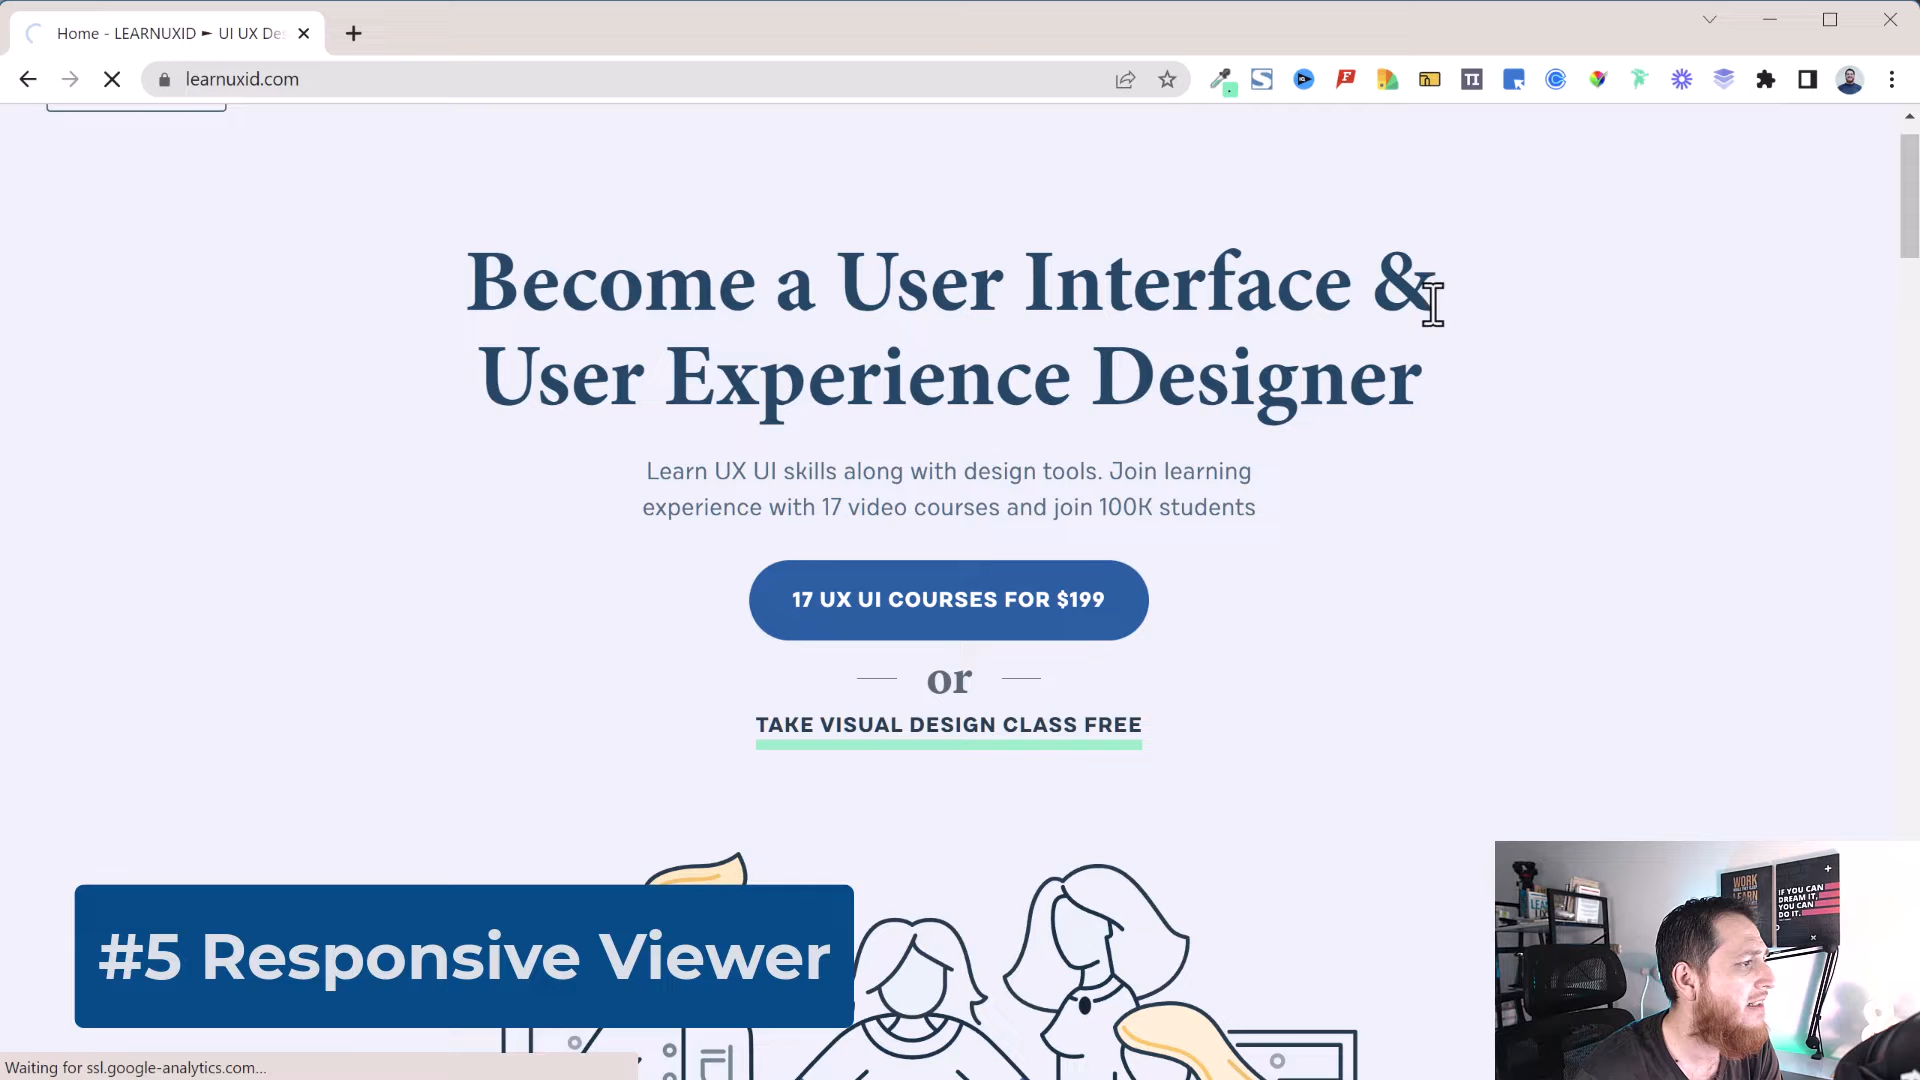 Home - LEARNUXID ► UI UX Des
learnuxid.com
Become a User Interface &
User Experience Designer
Learn UX UI skills along with design tools. Join learning
experience with 17 video courses and join 100K students
17 UX UI COURSES FOR $199
or
TAKE VISUAL DESIGN CLASS FREE
#5 Responsive Viewer
Waiting for ssl.google-analytics.com...
WORK
LEARN
IF YOU CAN
DREAM IT,
YOU CAN
DO IT.